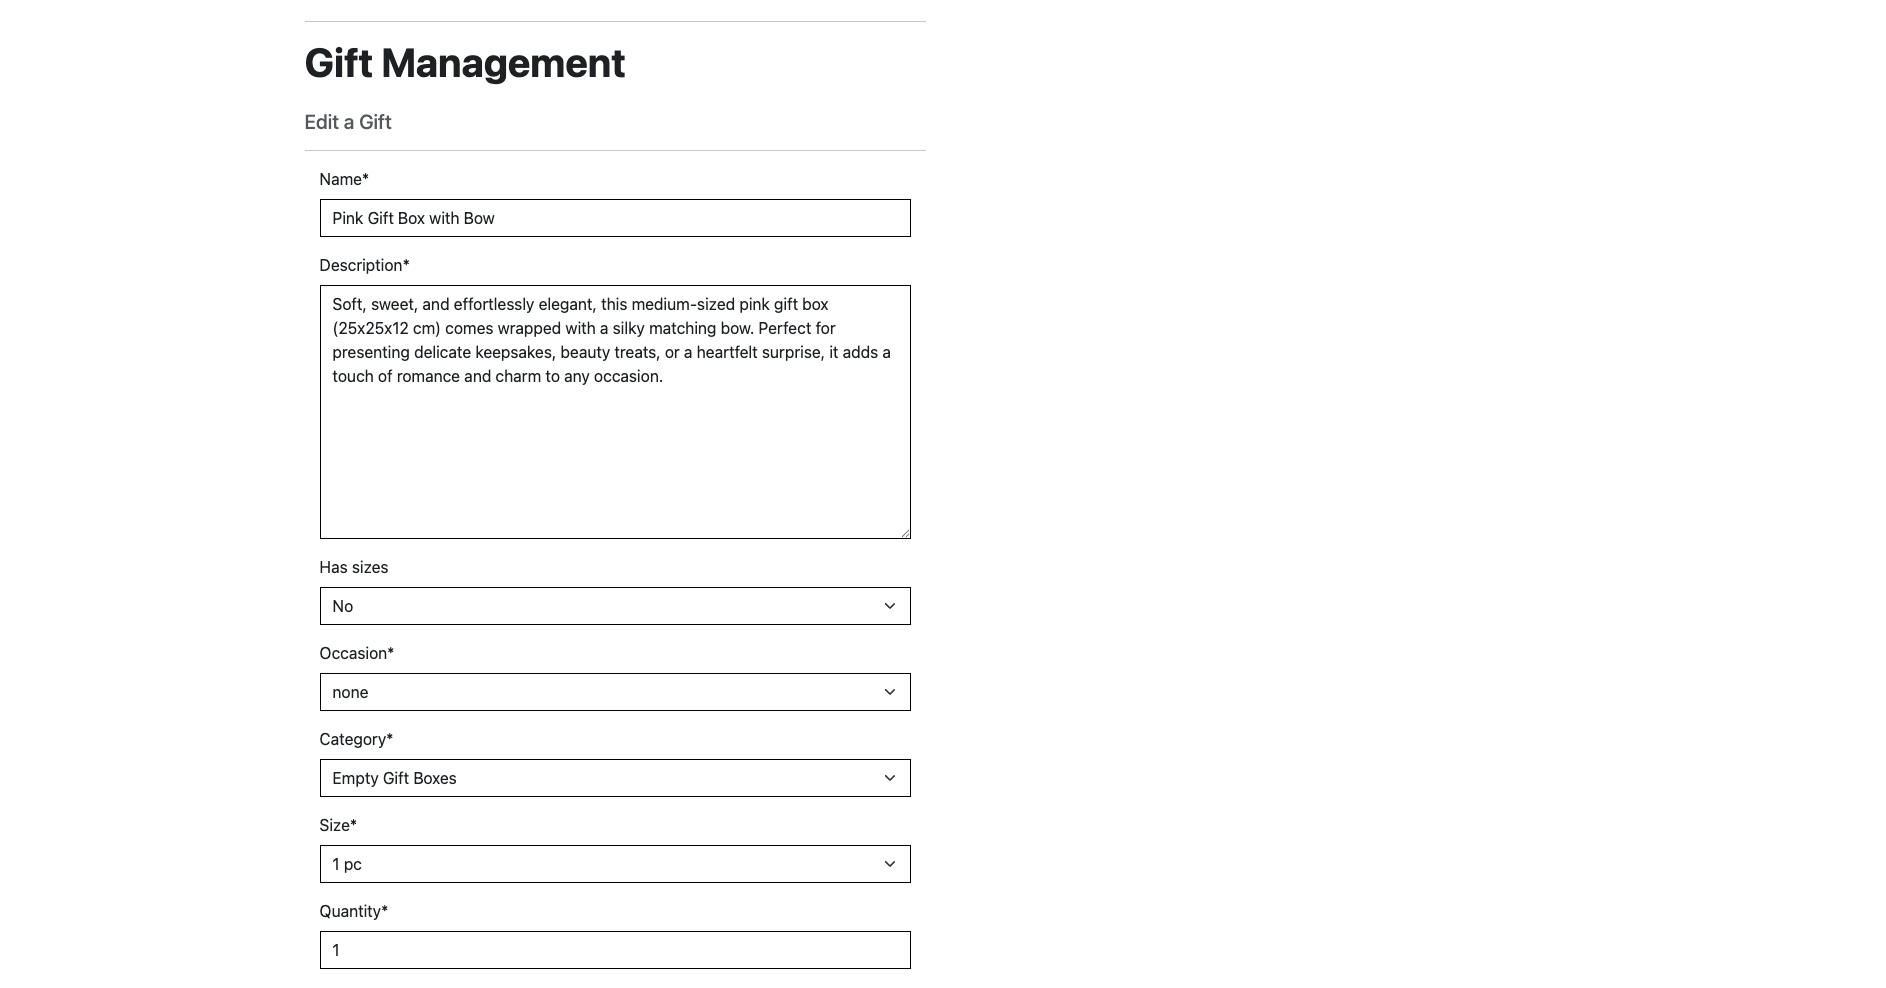 Gift Management
Edit a Gift
Name*
Pink Gift Box with Bow
Description*
Soft, sweet, and effortlessly elegant, this medium-sized pink gift box
(25x25x12 cm) comes wrapped with a silky matching bow. Perfect for
presenting delicate keepsakes, beauty treats, or a heartfelt surprise, it adds a
touch of romance and charm to any occasion.
Has sizes
No
Occasion*
none
Category*
Empty Gift Boxes
Size*
1 pc
Quantity*
1